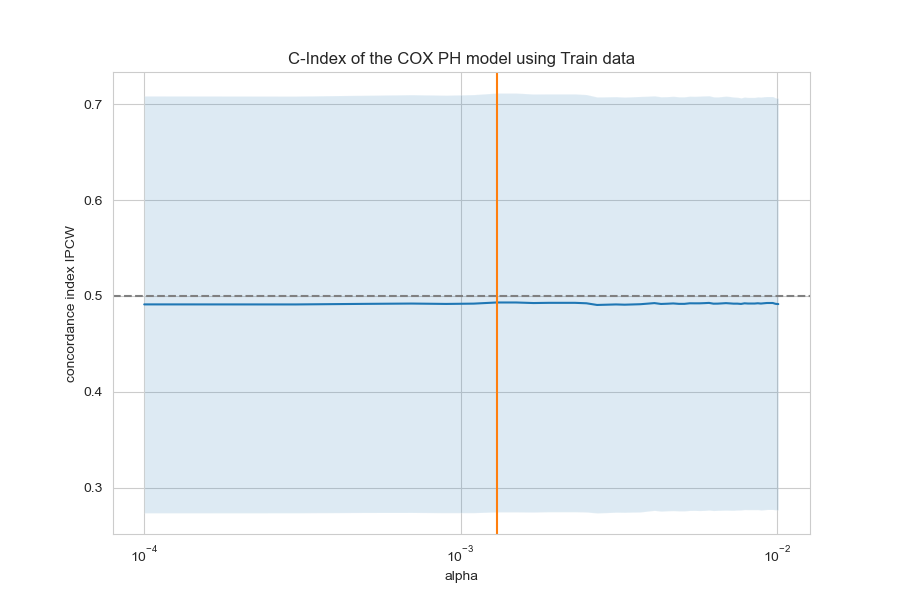 C-Index of the COX PH model using Train data
concordance index IPCW
0.7
0.6
0.5
0.4
0.3
10⁻⁴ 10⁻³ 10⁻²
alpha